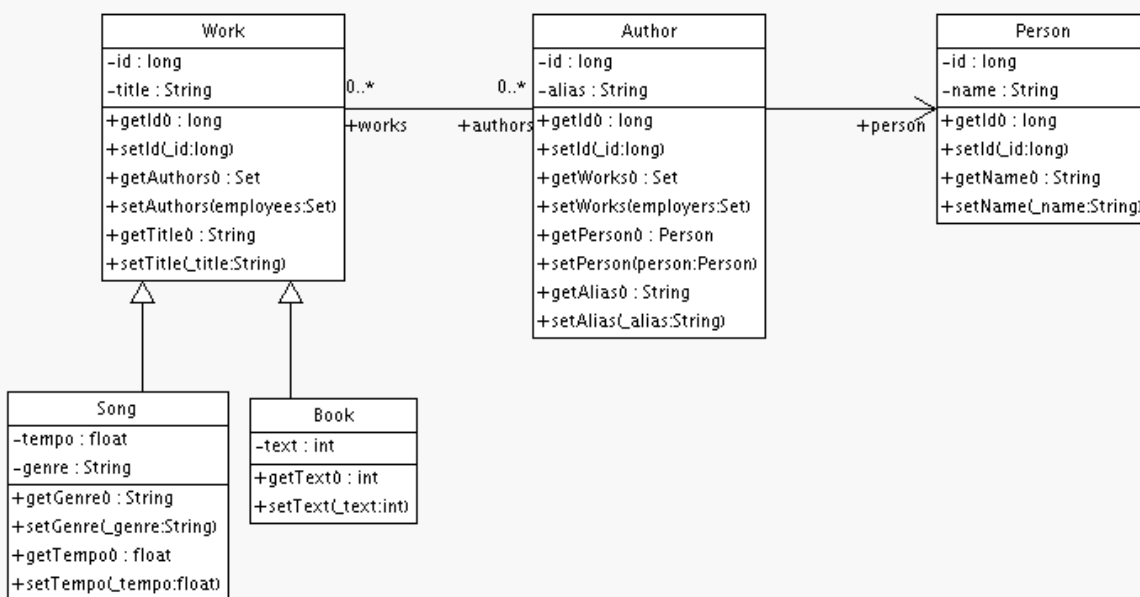 Work
-id : long
-title : String
+getId() : long
+setId(_id:long)
+getAuthors() : Set
+setAuthors(employees:Set)
+getTitle() : String
+setTitle(_title:String)
0..*
+works
0..*
+authors
Author
-id : long
-alias : String
+getId() : long
+setId(_id:long)
+getWorks() : Set
+setWorks(employers:Set)
+getPerson() : Person
+setPerson(person:Person)
+getAlias() : String
+setAlias(_alias:String)
+person
Person
-id : long
-name : String
+getId() : long
+setId(_id:long)
+getName() : String
+setName(_name:String)
Song
-tempo : float
-genre : String
+getGenre() : String
+setGenre(_genre:String)
+getTempo() : float
+setTempo(_tempo:float)
Book
-text : int
+getText() : int
+setText(_text:int)